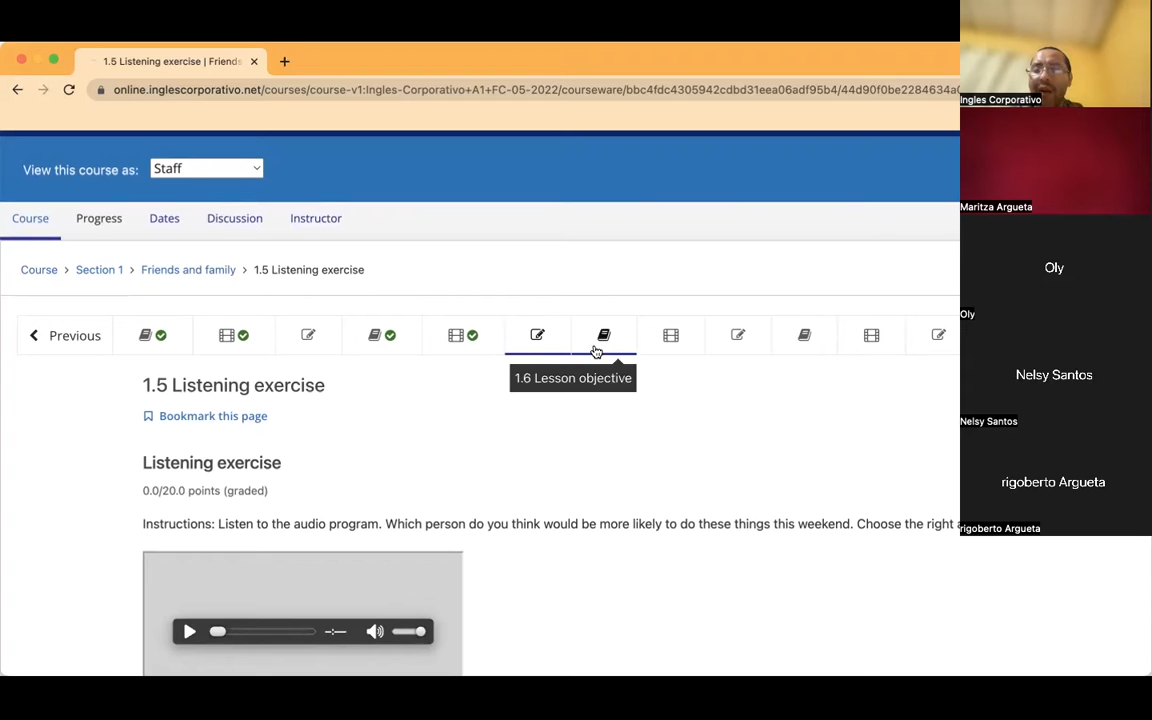 1.5 Listening exercise | Friends
online.inglescorporativo.net/courses/course-v1:Ingles-Corporativo+A1+FC-05-2022/courseware/bbc4fdc4305942cdbd31eea06adf95b4/44d90f0be2284634a
Ingles Corporativo
View this course as: Staff
Maritza Argueta
Course Progress Dates Discussion Instructor
Course > Section 1 > Friends and family > 1.5 Listening exercise
Oly
Oly
Previous
1.6 Lesson objective
Nelsy Santos
Nelsy Santos
1.5 Listening exercise
Bookmark this page
Listening exercise
0.0/20.0 points (graded)
rigoberto Argueta
rigoberto Argueta
Instructions: Listen to the audio program. Which person do you think would be more likely to do these things this weekend. Choose the right
-:--